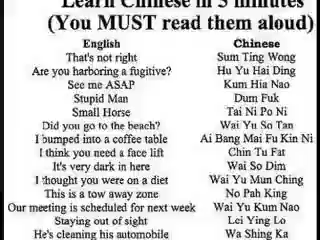 Learn Chinese in 5 minutes
(You MUST read them aloud)
English Chinese
That's not right Sum Ting Wong
Are you harboring a fugitive? Hu Yu Hai Ding
See me ASAP Kum Hia Nao
Stupid Man Dum Fuk
Small Horse Tai Ni Po Ni
Did you go to the beach? Wai Yu So Tan
I bumped into a coffee table Ai Bang Mai Fu Kin Ni
I think you need a face lift Chin Tu Fat
It's very dark in here Wai So Dim
I thought you were on a diet Wai Yu Mun Ching
This is a tow away zone No Pah King
Our meeting is scheduled for next week Wai Yu Kum Nao
Staying out of sight Lei Ying Lo
He's cleaning his automobile Wa Shing Ka